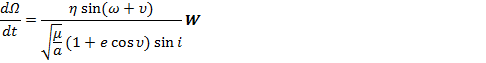 dΩ/dt = η sin(ω + υ) / (√(μ/a) (1 + e cos υ) sin i) W